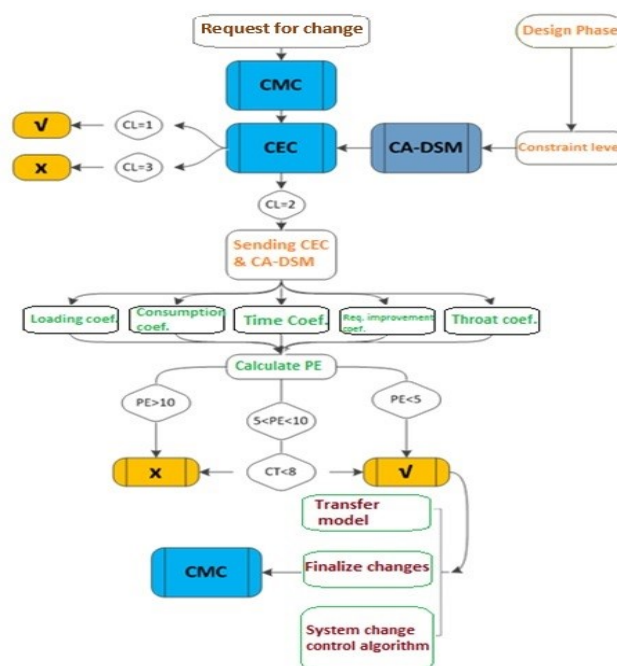 Request for change
Design Phase
CMC
√
CL=1
CEC
CA-DSM
Constraint level
x
CL=3
CL=2
Sending CEC
& CA-DSM
Loading coef.
Consumption
coef.
Time Coef.
Req. improvement
coef.
Throat coef.
Calculate PE
PE>10
5<PE<10
PE<5
x
CT<8
√
Transfer
model
CMC
Finalize changes
System change
control algorithm